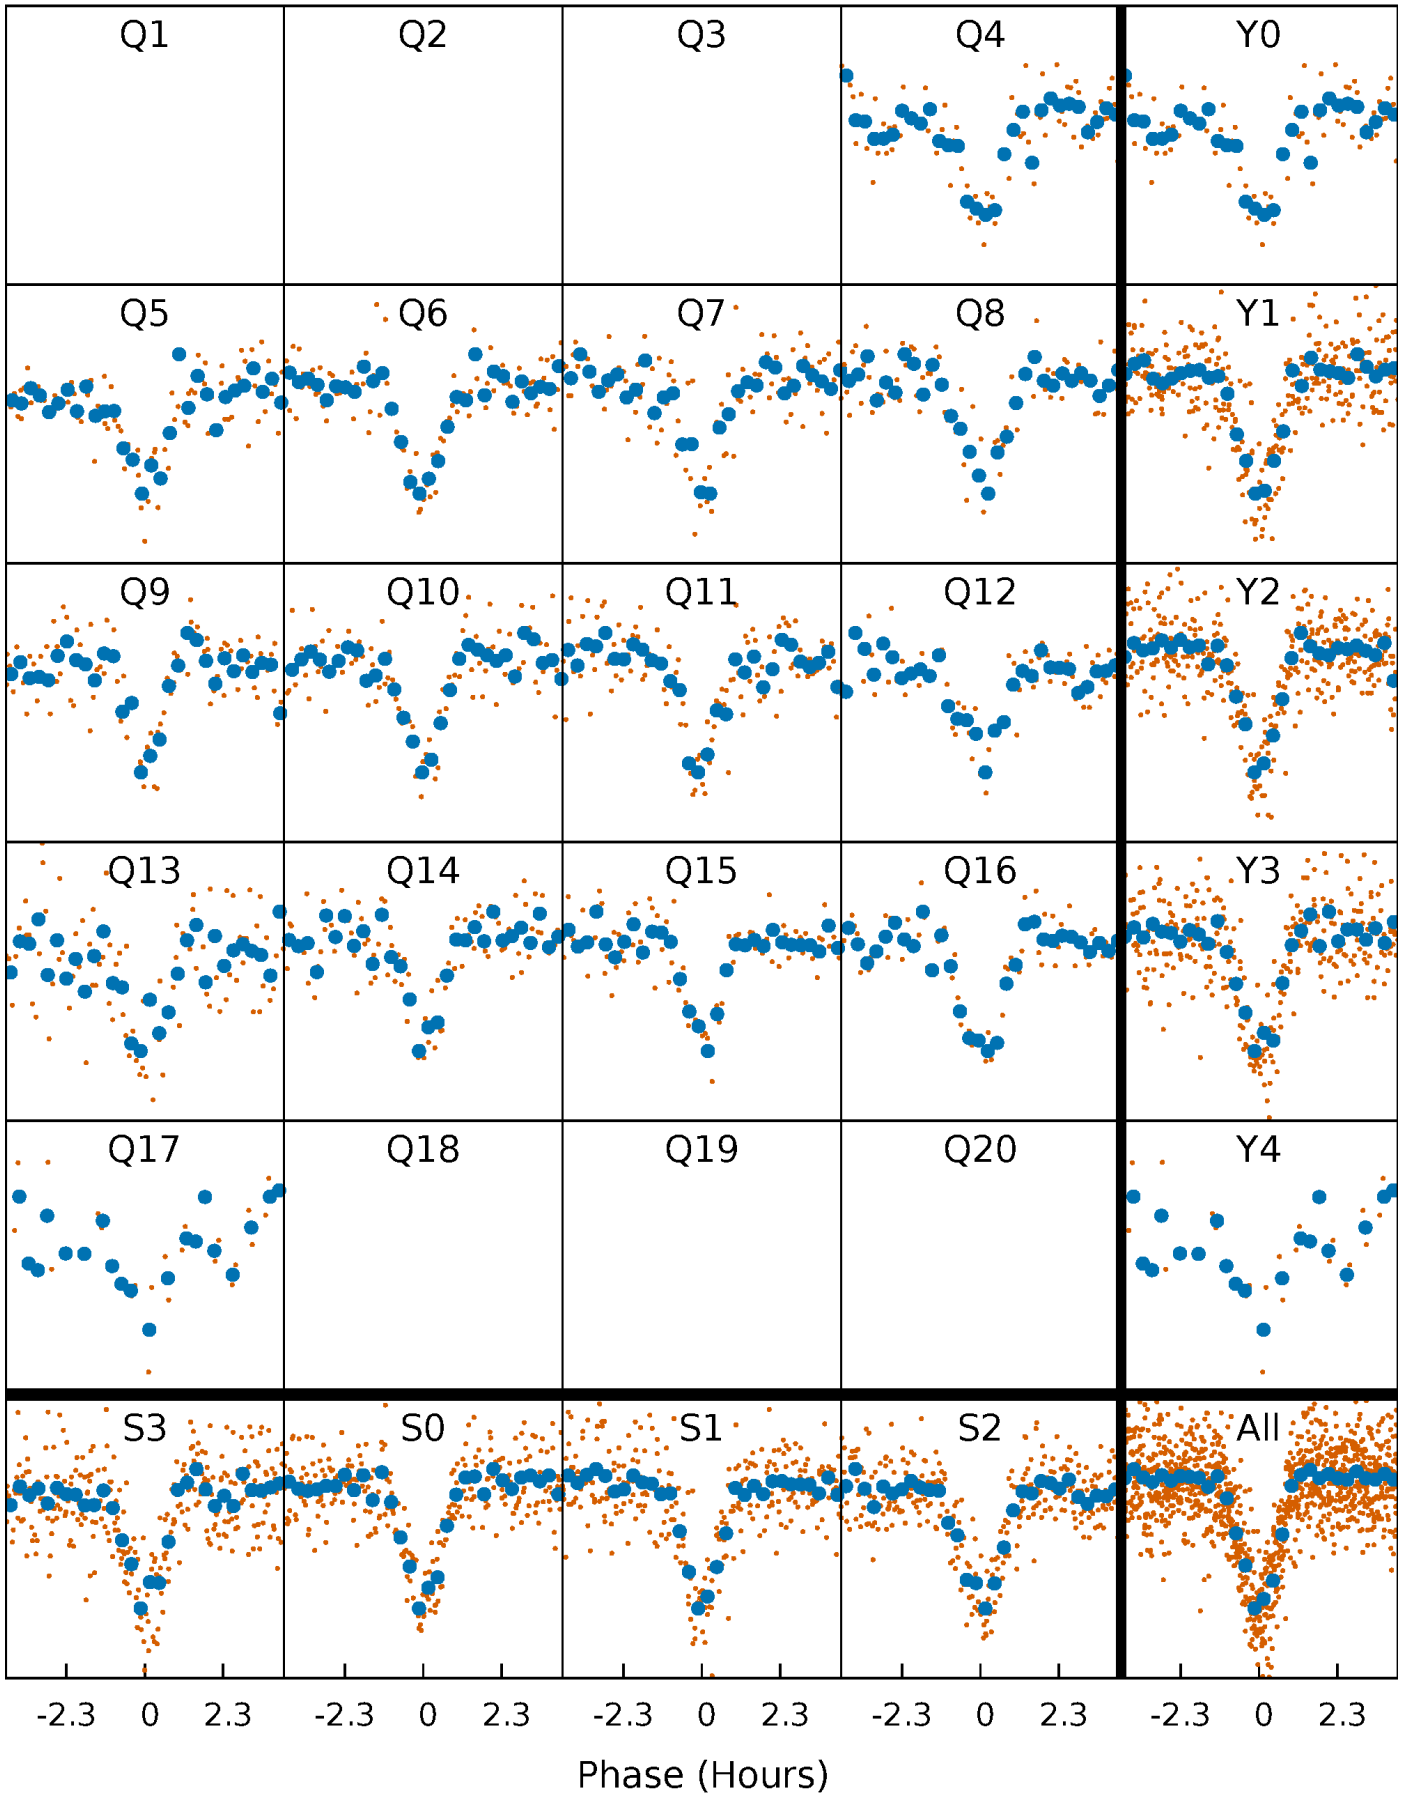 Q1 Q2 Q3 Q4 Y0
Q5 Q6 Q7 Q8 Y1
Q9 Q10 Q11 Q12 Y2
Q13 Q14 Q15 Q16 Y3
Q17 Q18 Q19 Q20 Y4
S3 S0 S1 S2 All
-2.3 0 2.3 -2.3 0 2.3 -2.3 0 2.3 -2.3 0 2.3 -2.3 0 2.3
Phase (Hours)